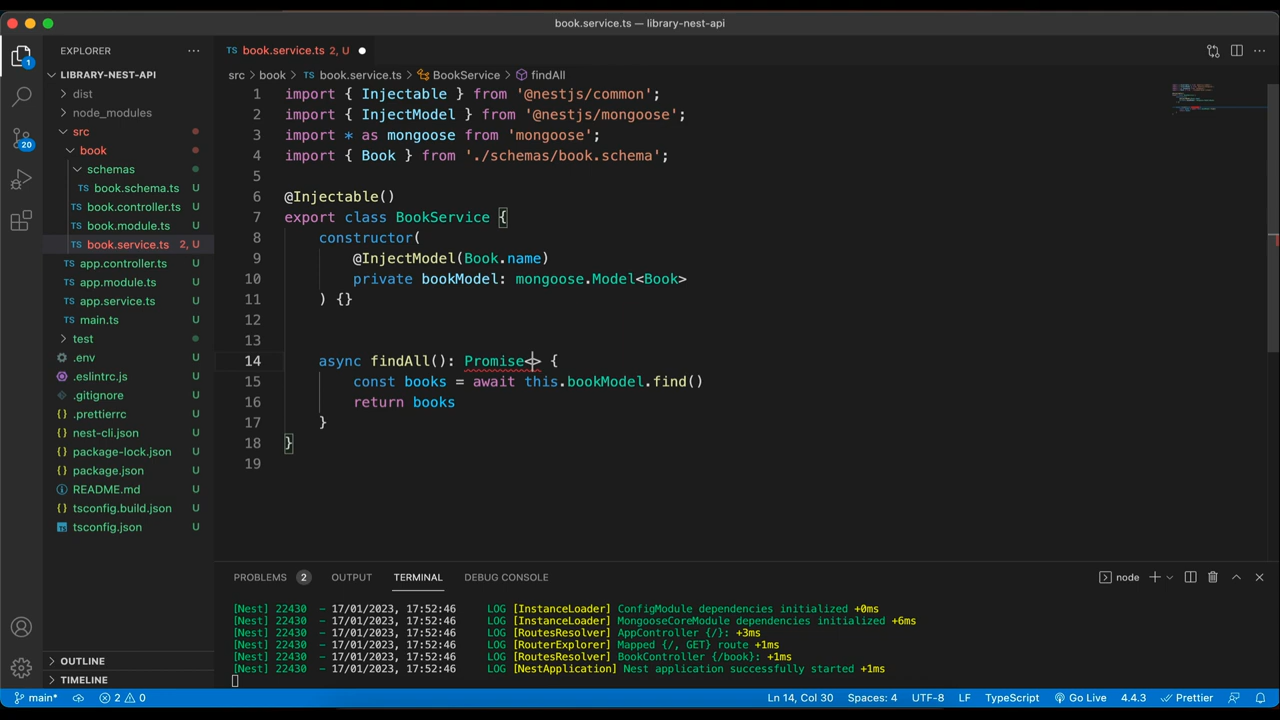 book.service.ts — library-nest-api
EXPLORER
TS book.service.ts 2, U
LIBRARY-NEST-API
dist
node_modules
src
book
schemas
TS book.schema.ts U
TS book.controller.ts U
TS book.module.ts U
TS book.service.ts 2, U
TS app.controller.ts U
TS app.module.ts U
TS app.service.ts U
TS main.ts U
test
.env U
.eslintrc.js U
.gitignore U
{} .prettierrc U
{} nest-cli.json U
{} package-lock.json U
{} package.json U
README.md U
{} tsconfig.build.json U
tsconfig.json U
OUTLINE
TIMELINE
1
20
src > book > TS book.service.ts > BookService > findAll
1 import { Injectable } from '@nestjs/common';
2 import { InjectModel } from '@nestjs/mongoose';
3 import * as mongoose from 'mongoose';
4 import { Book } from './schemas/book.schema';
5
6 @Injectable()
7 export class BookService {
8 constructor(
9 @InjectModel(Book.name)
10 private bookModel: mongoose.Model<Book>
11 ) {}
12
13
14 async findAll(): Promise<> {
15 const books = await this.bookModel.find()
16 return books
17 }
18 }
19
PROBLEMS 2 OUTPUT TERMINAL DEBUG CONSOLE node
[Nest] 22430 - 17/01/2023, 17:52:46 LOG [InstanceLoader] ConfigModule dependencies initialized +0ms
[Nest] 22430 - 17/01/2023, 17:52:46 LOG [InstanceLoader] MongooseCoreModule dependencies initialized +6ms
[Nest] 22430 - 17/01/2023, 17:52:46 LOG [RoutesResolver] AppController {/}: +3ms
[Nest] 22430 - 17/01/2023, 17:52:46 LOG [RouterExplorer] Mapped {/, GET} route +1ms
[Nest] 22430 - 17/01/2023, 17:52:46 LOG [RoutesResolver] BookController {/book}: +1ms
[Nest] 22430 - 17/01/2023, 17:52:46 LOG [NestApplication] Nest application successfully started +1ms
main* 2 0 Ln 14, Col 30 Spaces: 4 UTF-8 LF TypeScript Go Live 4.4.3 Prettier